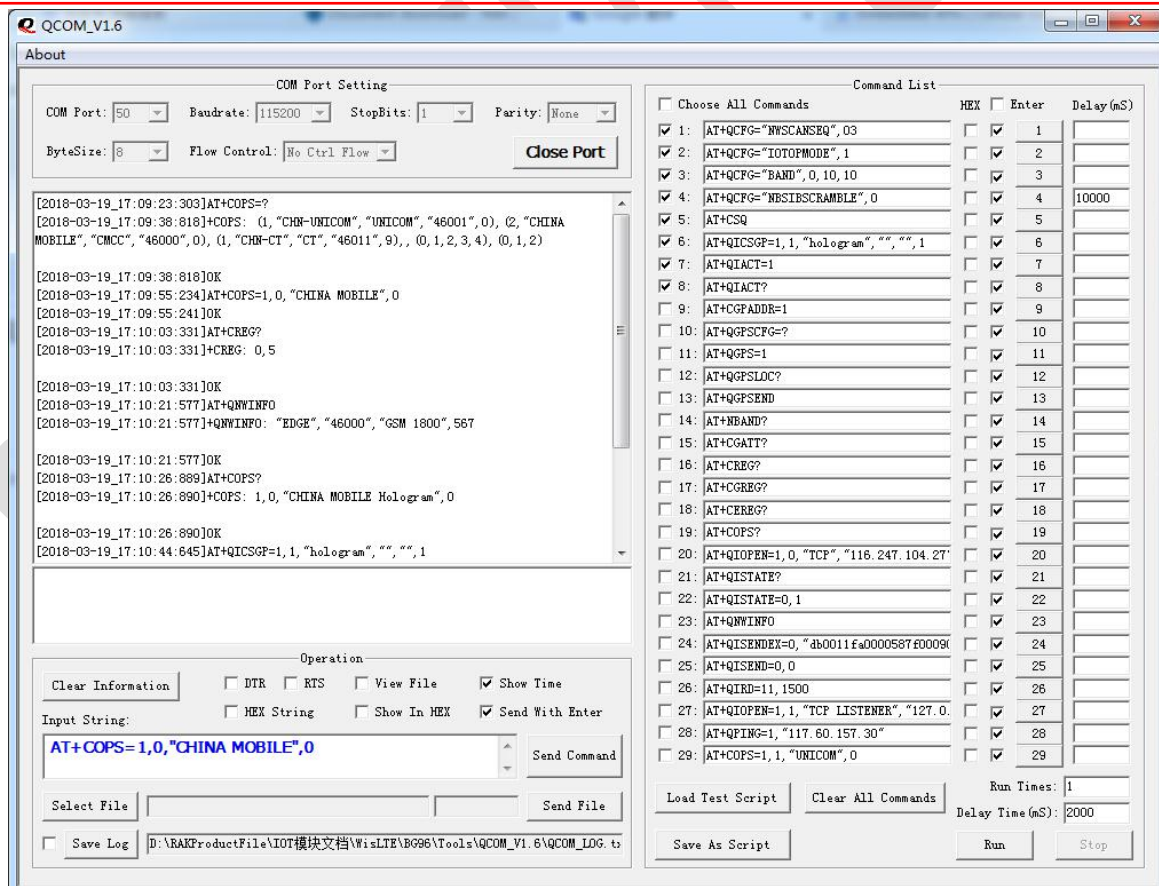 QCOM_V1.6
About
COM Port Setting
COM Port: 50 Baudrate: 115200 StopBits: 1 Parity: None
ByteSize: 8 Flow Control: No Ctrl Flow Close Port
[2018-03-19_17:09:23:303]AT+COPS=?
[2018-03-19_17:09:38:818]+COPS: (1,"CHN-UNICOM","UNICOM","46001",0),(2,"CHINA
MOBILE","CMCC","46000",0),(1,"CHN-CT","CT","46011",9),,(0,1,2,3,4),(0,1,2)
[2018-03-19_17:09:38:818]OK
[2018-03-19_17:09:55:234]AT+COPS=1,0,"CHINA MOBILE",0
[2018-03-19_17:09:55:241]OK
[2018-03-19_17:10:03:331]AT+CREG?
[2018-03-19_17:10:03:331]+CREG: 0,5
[2018-03-19_17:10:03:331]OK
[2018-03-19_17:10:21:577]AT+QNWINFO
[2018-03-19_17:10:21:577]+QNWINFO: "EDGE","46000","GSM 1800",567
[2018-03-19_17:10:21:577]OK
[2018-03-19_17:10:26:889]AT+COPS?
[2018-03-19_17:10:26:890]+COPS: 1,0,"CHINA MOBILE Hologram",0
[2018-03-19_17:10:26:890]OK
[2018-03-19_17:10:44:645]AT+QICSGP=1,1,"hologram","","",1
Operation
Clear Information DTR RTS View File Show Time
HEX String Show In HEX Send With Enter
Input String:
AT+COPS=1,0,"CHINA MOBILE",0
Send Command
Select File Send File
Save Log D:\RAKProductFile\IOT模块文档\WisLTE\BG96\Tools\QCOM_V1.6\QCOM_LOG.tx
Command List
Choose All Commands HEX Enter Delay(mS)
1: AT+QCFG="NWSCANSEQ",03 1
2: AT+QCFG="IOTOPMODE",1 2
3: AT+QCFG="BAND",0,10,10 3
4: AT+QCFG="NBSIBSCRAMBLE",0 4 10000
5: AT+CSQ 5
6: AT+QICSGP=1,1,"hologram","","",1 6
7: AT+QIACT=1 7
8: AT+QIACT? 8
9: AT+CGPADDR=1 9
10: AT+QGPSCFG=? 10
11: AT+QGPS=1 11
12: AT+QGPSLOC? 12
13: AT+QGPSEND 13
14: AT+NBAND? 14
15: AT+CGATT? 15
16: AT+CREG? 16
17: AT+CGREG? 17
18: AT+CEREG? 18
19: AT+COPS? 19
20: AT+QIOPEN=1,0,"TCP","116.247.104.27" 20
21: AT+QISTATE? 21
22: AT+QISTATE=0,1 22
23: AT+QNWINFO 23
24: AT+QISENDEX=0,"db0011fa0000587f0009( 24
25: AT+QISEND=0,0 25
26: AT+QIRD=11,1500 26
27: AT+QIOPEN=1,1,"TCP LISTENER","127.0. 27
28: AT+QPING=1,"117.60.157.30" 28
29: AT+COPS=1,1,"UNICOM",0 29
Load Test Script Clear All Commands Run Times: 1
Delay Time(mS): 2000
Save As Script Run Stop